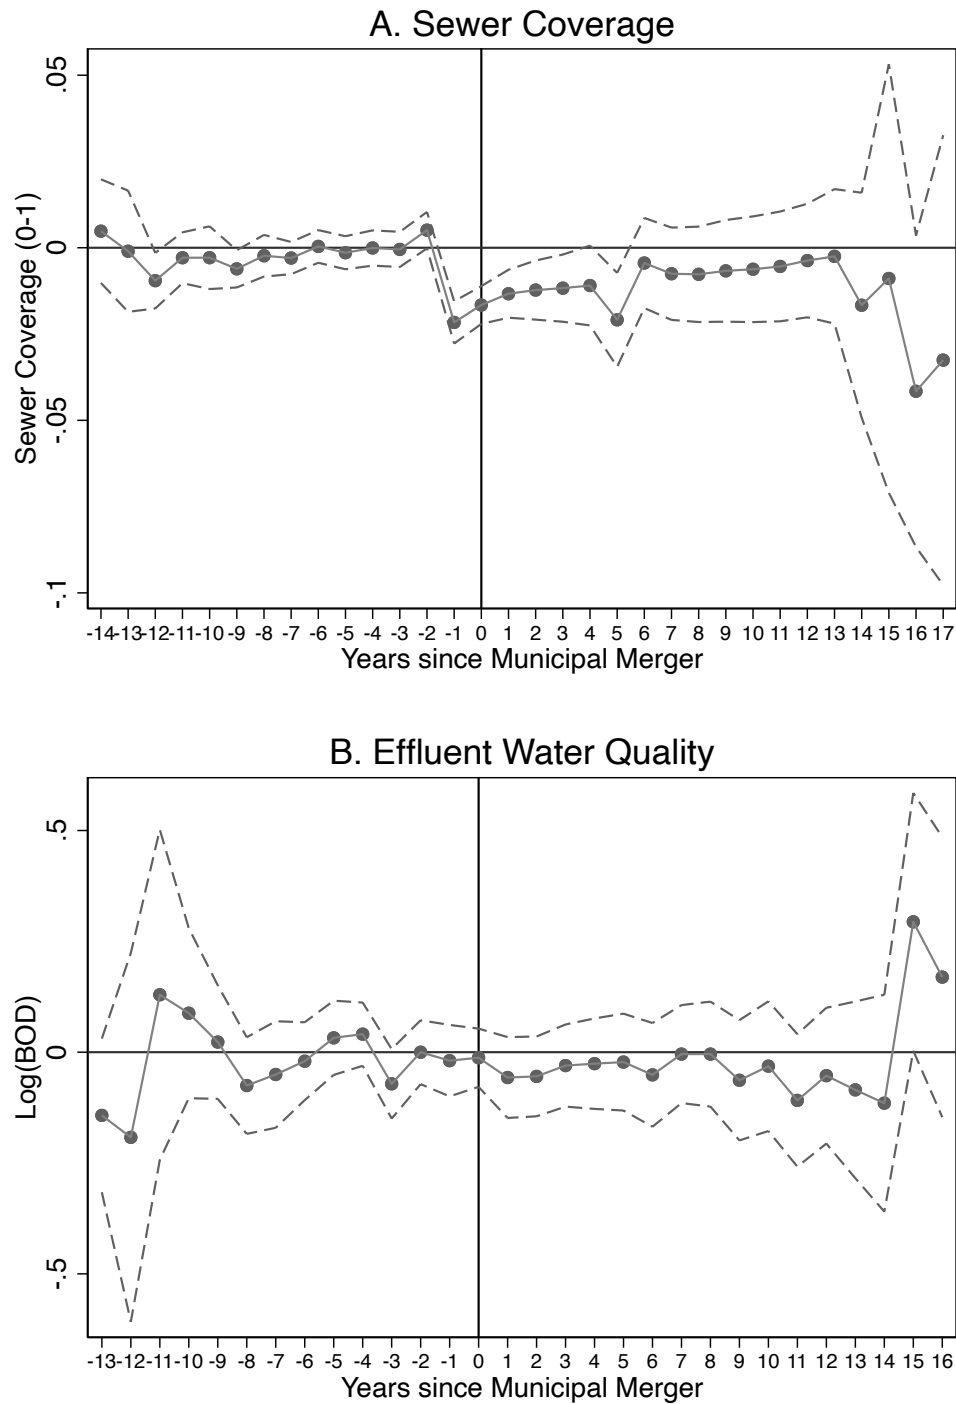 A. Sewer Coverage
Sewer Coverage (0-1)
.05
0
-.05
-.1
-14 -13 -12 -11 -10 -9 -8 -7 -6 -5 -4 -3 -2 -1 0 1 2 3 4 5 6 7 8 9 10 11 12 13 14 15 16 17
Years since Municipal Merger
B. Effluent Water Quality
Log(BOD)
.5
0
-.5
-13 -12 -11 -10 -9 -8 -7 -6 -5 -4 -3 -2 -1 0 1 2 3 4 5 6 7 8 9 10 11 12 13 14 15 16
Years since Municipal Merger